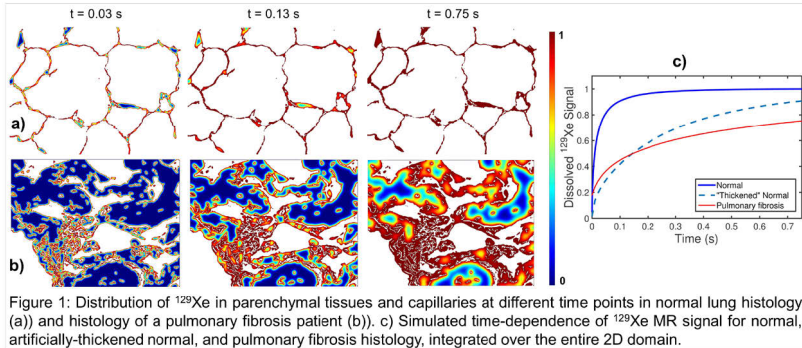 t = 0.03 s
t = 0.13 s
t = 0.75 s
a)
b)
1
0
c)
1
0.8
0.6
0.4
0.2
0
Dissolved ¹²⁹Xe Signal
Normal
"Thickened" Normal
Pulmonary fibrosis
0 0.1 0.2 0.3 0.4 0.5 0.6 0.7
Time (s)
Figure 1: Distribution of ¹²⁹Xe in parenchymal tissues and capillaries at different time points in normal lung histology
(a)) and histology of a pulmonary fibrosis patient (b)). c) Simulated time-dependence of ¹²⁹Xe MR signal for normal,
artificially-thickened normal, and pulmonary fibrosis histology, integrated over the entire 2D domain.